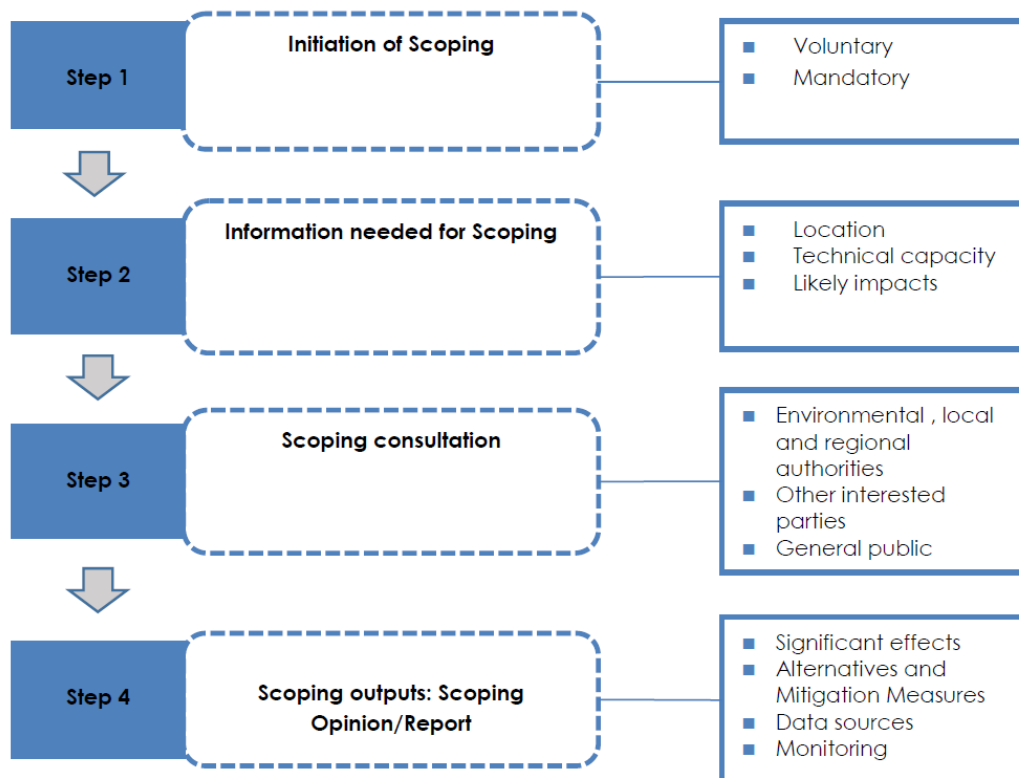 Step 1
Initiation of Scoping
■ Voluntary
■ Mandatory
Step 2
Information needed for Scoping
■ Location
■ Technical capacity
■ Likely impacts
Step 3
Scoping consultation
■ Environmental , local
and regional
authorities
■ Other interested
parties
■ General public
Step 4
Scoping outputs: Scoping
Opinion/Report
■ Significant effects
■ Alternatives and
Mitigation Measures
■ Data sources
■ Monitoring